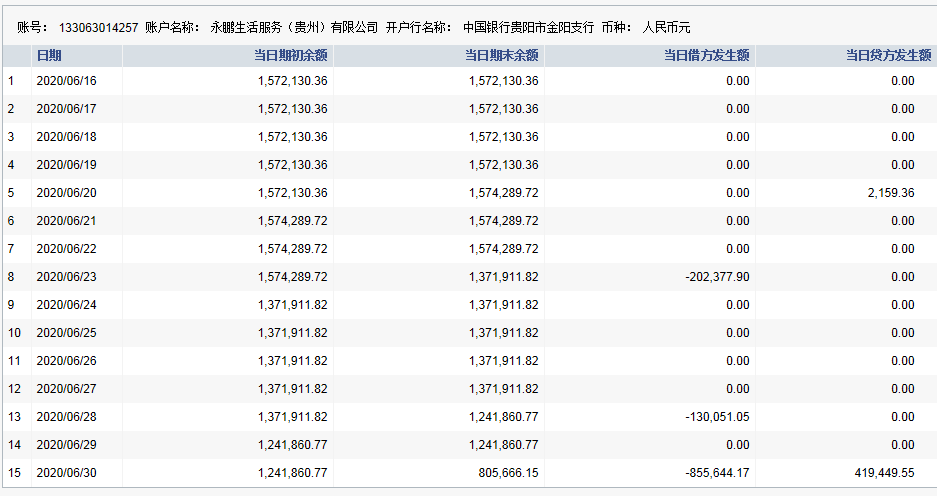 账号： 133063014257 账户名称： 永鹏生活服务（贵州）有限公司 开户行名称： 中国银行贵阳市金阳支行 币种： 人民币元
日期 当日期初余额 当日期末余额 当日借方发生额 当日贷方发生额
1 2020/06/16 1,572,130.36 1,572,130.36 0.00 0.00
2 2020/06/17 1,572,130.36 1,572,130.36 0.00 0.00
3 2020/06/18 1,572,130.36 1,572,130.36 0.00 0.00
4 2020/06/19 1,572,130.36 1,572,130.36 0.00 0.00
5 2020/06/20 1,572,130.36 1,574,289.72 0.00 2,159.36
6 2020/06/21 1,574,289.72 1,574,289.72 0.00 0.00
7 2020/06/22 1,574,289.72 1,574,289.72 0.00 0.00
8 2020/06/23 1,574,289.72 1,371,911.82 -202,377.90 0.00
9 2020/06/24 1,371,911.82 1,371,911.82 0.00 0.00
10 2020/06/25 1,371,911.82 1,371,911.82 0.00 0.00
11 2020/06/26 1,371,911.82 1,371,911.82 0.00 0.00
12 2020/06/27 1,371,911.82 1,371,911.82 0.00 0.00
13 2020/06/28 1,371,911.82 1,241,860.77 -130,051.05 0.00
14 2020/06/29 1,241,860.77 1,241,860.77 0.00 0.00
15 2020/06/30 1,241,860.77 805,666.15 -855,644.17 419,449.55